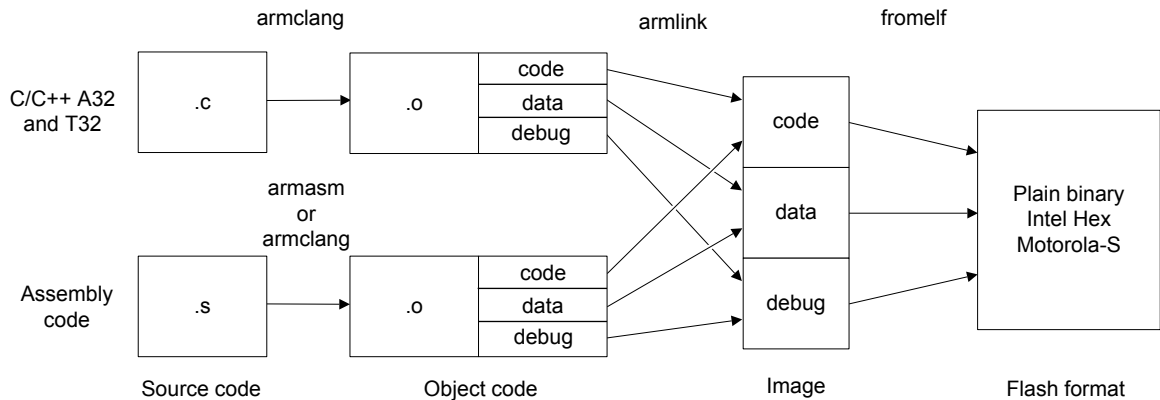 armclang
armlink
fromelf
C/C++ A32
and T32
.c
.o
code
data
debug
armasm
or
armclang
Assembly
code
.s
.o
code
data
debug
code
data
debug
Plain binary
Intel Hex
Motorola-S
Source code
Object code
Image
Flash format